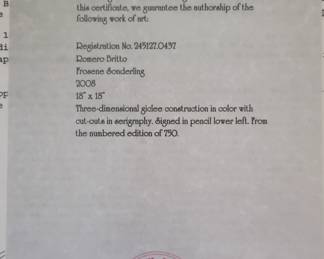 this certificate, we guarantee the authorship of the
following work of art:
Registration No. 245127.0437
Romero Britto
Frosene Sonderling
2008
18" x 18"
Three-dimensional giclee construction in color with
cut-outs in serigraphy. Signed in pencil lower left. From
the numbered edition of 750.